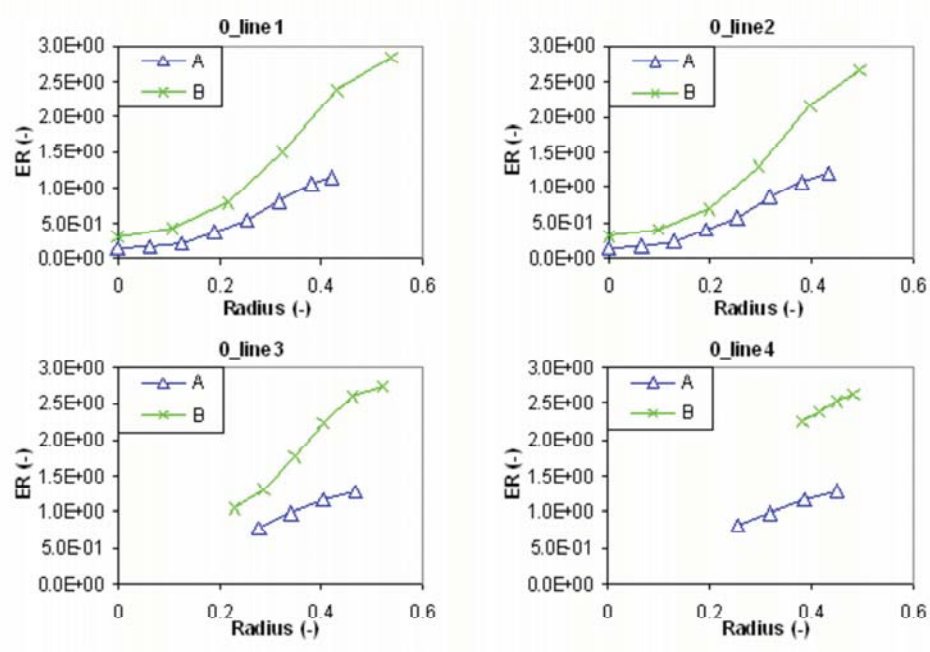 0_line1
3.0E+00
2.5E+00
2.0E+00
1.5E+00
1.0E+00
5.0E-01
0.0E+00
ER (-)
A
B
0
0.2
0.4
0.6
Radius (-)
0_line2
3.0E+00
2.5E+00
2.0E+00
1.5E+00
1.0E+00
5.0E-01
0.0E+00
ER (-)
A
B
0
0.2
0.4
0.6
Radius (-)
0_line3
3.0E+00
2.5E+00
2.0E+00
1.5E+00
1.0E+00
5.0E-01
0.0E+00
ER (-)
A
B
0
0.2
0.4
0.6
Radius (-)
0_line4
3.0E+00
2.5E+00
2.0E+00
1.5E+00
1.0E+00
5.0E-01
0.0E+00
ER (-)
A
B
0
0.2
0.4
0.6
Radius (-)